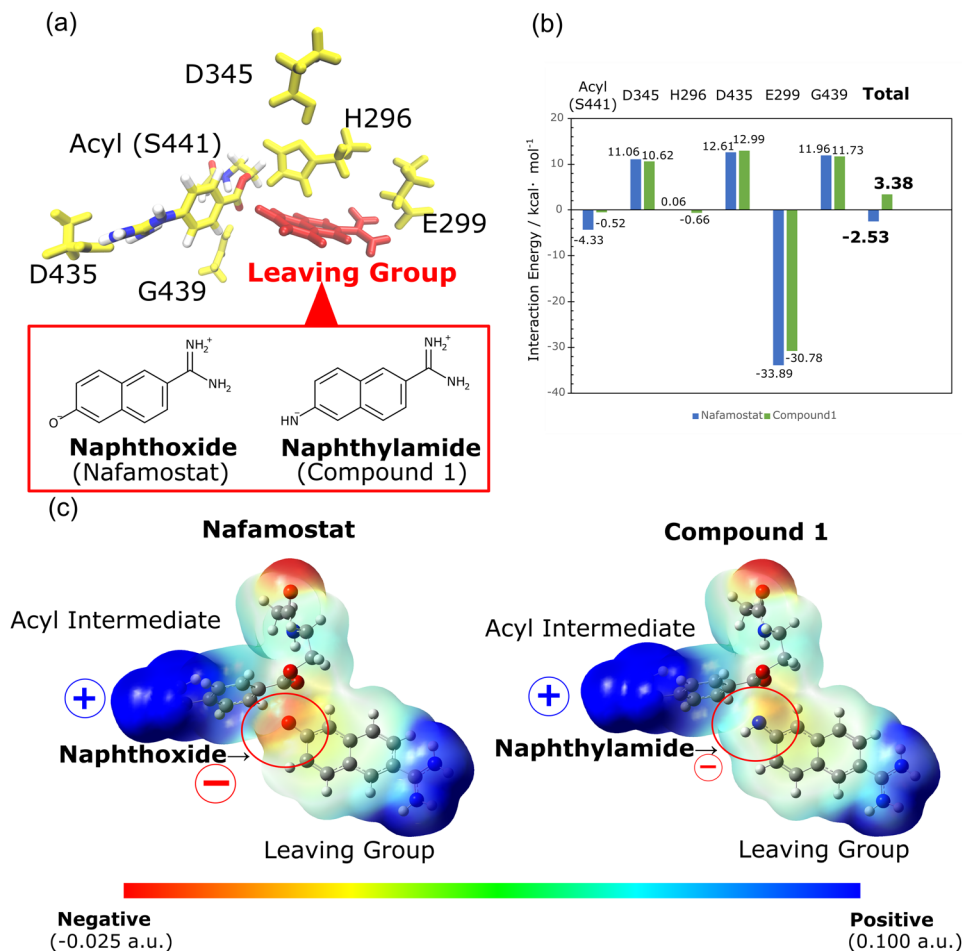 (a)
D345
H296
Acyl (S441)
E299
D435
G439
Leaving Group
NH₂⁺
NH₂
O⁻
Naphthoxide
(Nafamostat)
NH₂⁺
NH₂
HN⁻
Naphthylamide
(Compound 1)
(b)
Acyl
(S441) D345 H296 D435 E299 G439 Total
Interaction Energy / kcal· mol⁻¹
20
10
0
-10
-20
-30
-40
-4.33
-0.52
11.06
10.62
0.06
-0.66
12.61
12.99
-33.89
-30.78
11.96
11.73
-2.53
3.38
Nafamostat Compound1
(c)
Nafamostat
Acyl Intermediate
+
Naphthoxide→
−
Leaving Group
Compound 1
Acyl Intermediate
+
Naphthylamide→
−
Leaving Group
Negative
(-0.025 a.u.)
Positive
(0.100 a.u.)